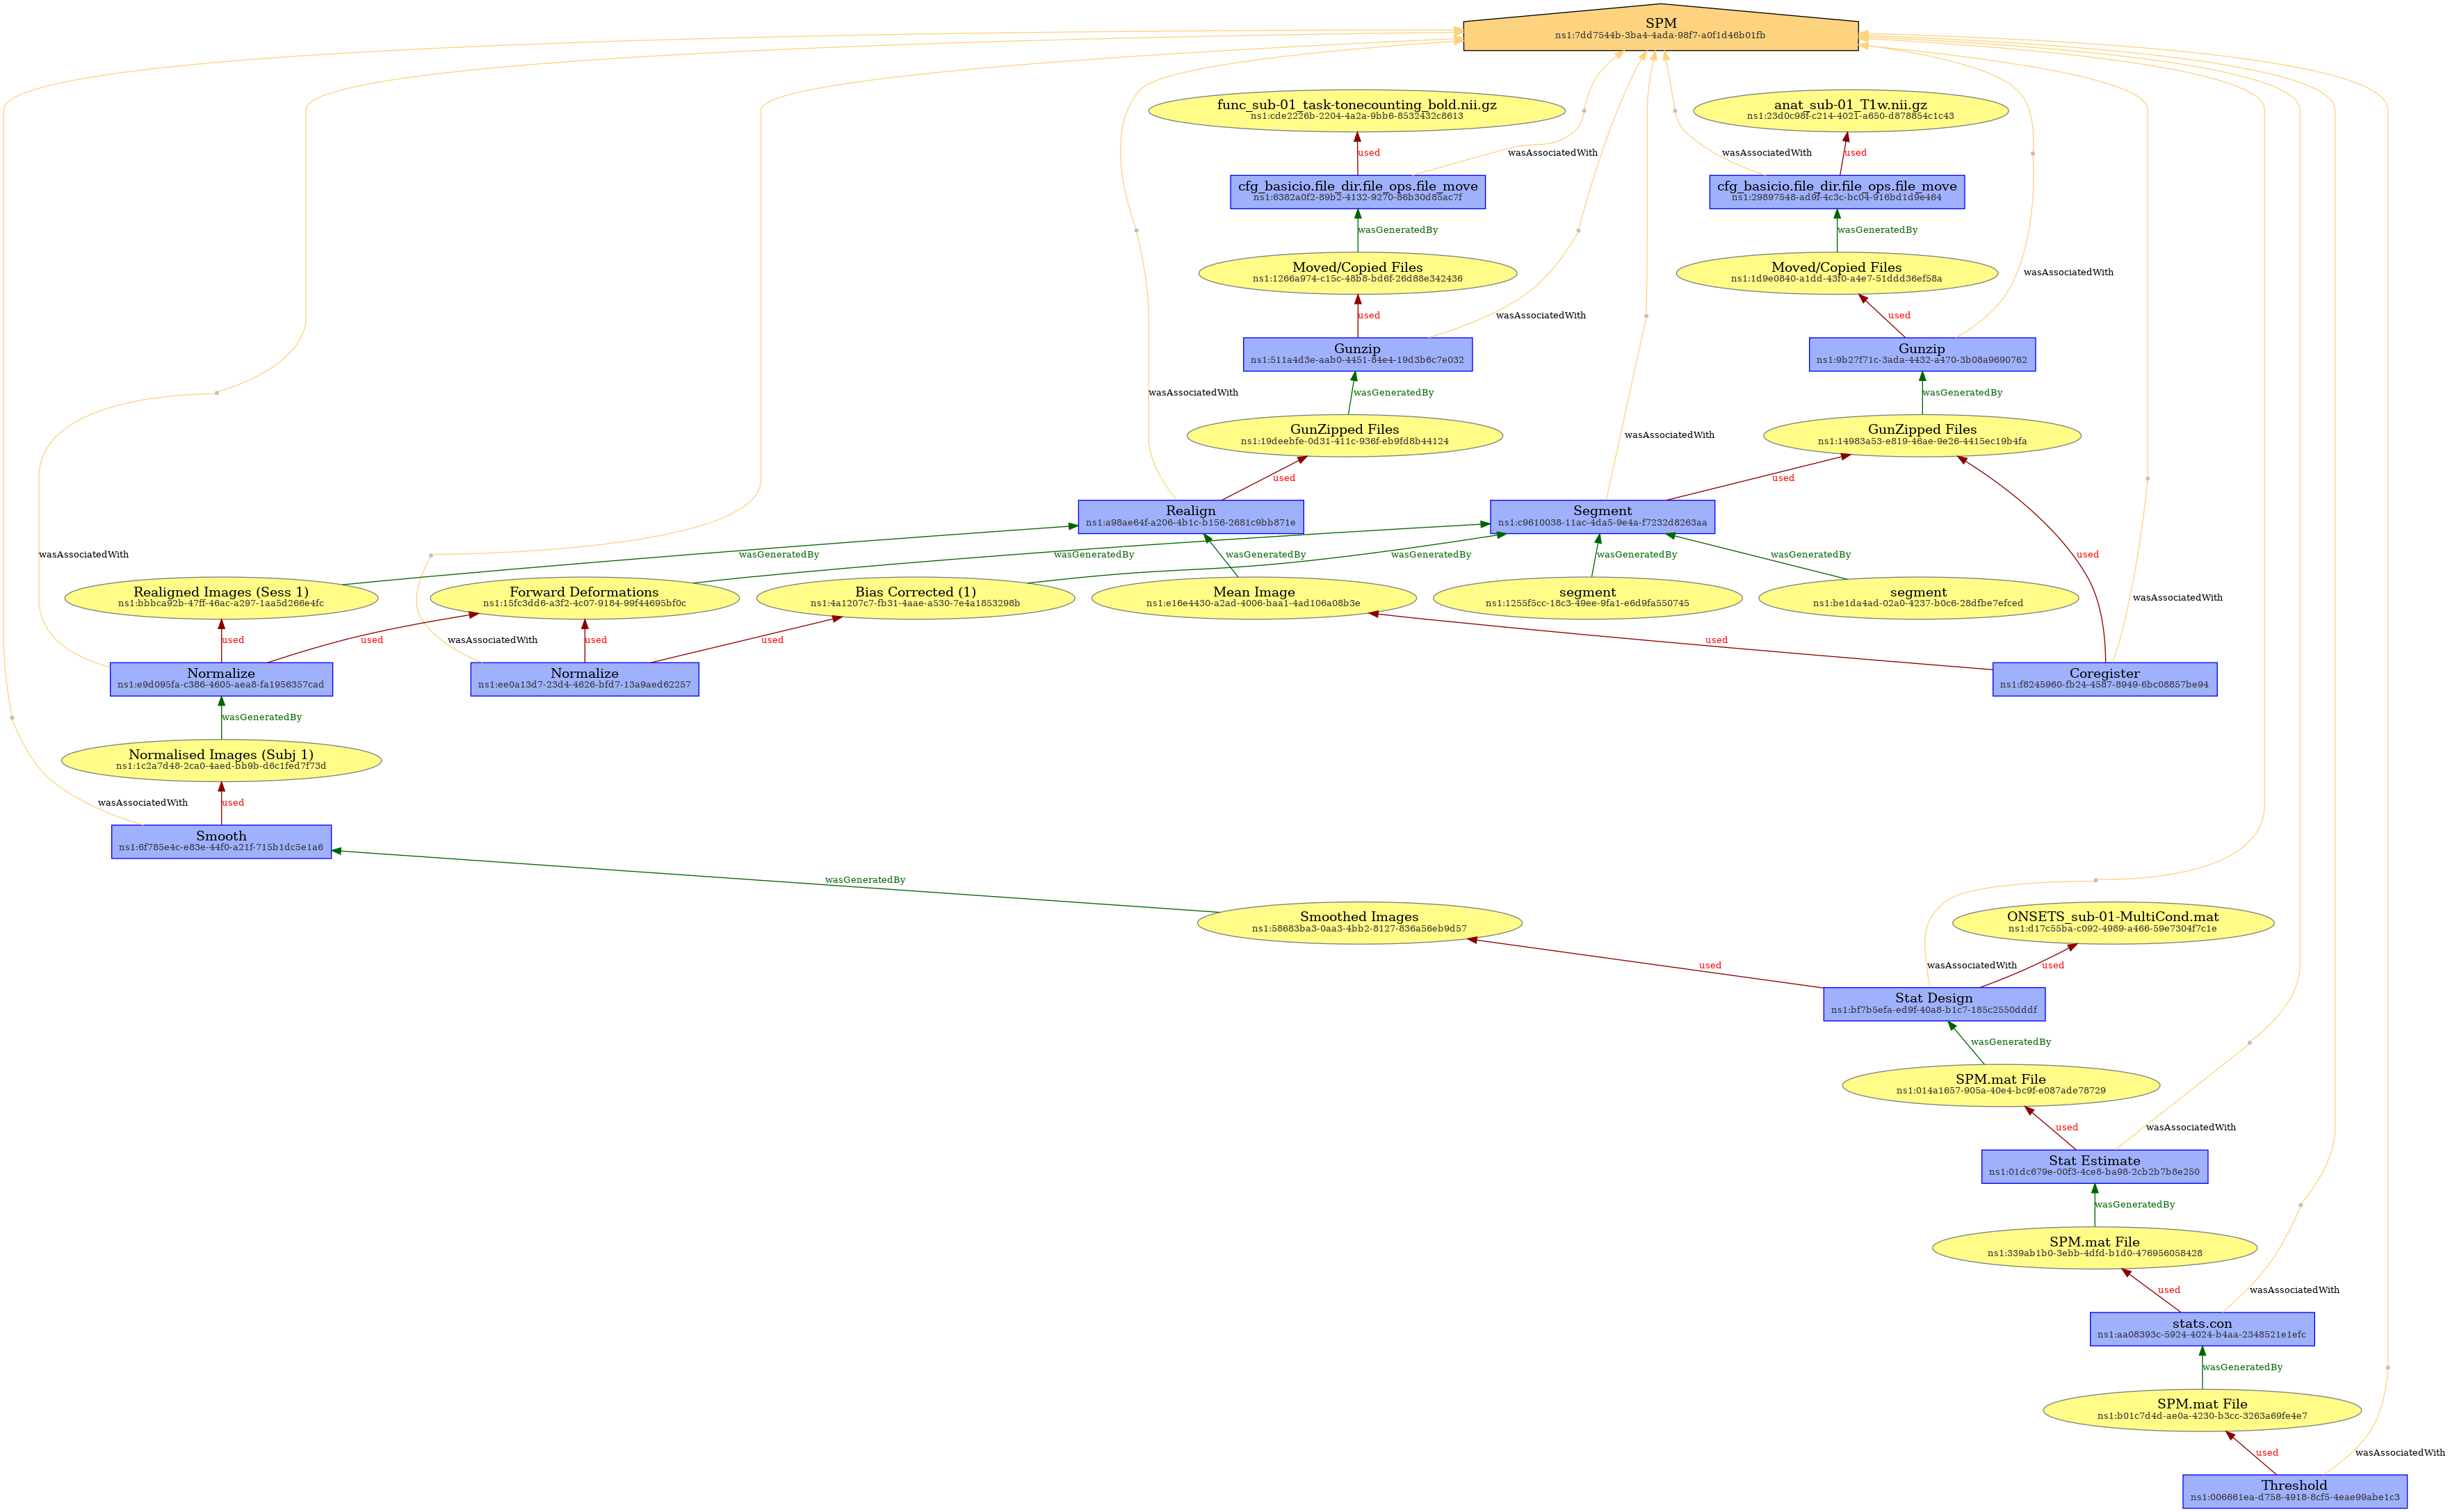 SPM
ns1:7dd7544b-3ba4-4ada-98f7-a0f1d46b01fb
func_sub-01_task-tonecounting_bold.nii.gz
ns1:cde2226b-2204-4a2a-9bb6-8532432c8613
anat_sub-01_T1w.nii.gz
ns1:23d0c98f-c214-4021-a650-d878854c1c43
used
wasAssociatedWith
wasAssociatedWith
used
cfg_basicio.file_dir.file_ops.file_move
ns1:6382a0f2-89b2-4132-9270-86b30d85ac7f
cfg_basicio.file_dir.file_ops.file_move
ns1:29897548-ad9f-4c3c-bc04-916bd1d9e464
wasGeneratedBy
wasGeneratedBy
Moved/Copied Files
ns1:1266a974-c15c-48b8-bd6f-26d88e342436
Moved/Copied Files
ns1:1d9e0840-a1dd-43f0-a4e7-51ddd36ef58a
wasAssociatedWith
used
wasAssociatedWith
used
Gunzip
ns1:511a4d3e-aab0-4451-84e4-19d3b6c7e032
Gunzip
ns1:9b27f71c-3ada-4432-a470-3b08a9690762
wasAssociatedWith
wasGeneratedBy
wasGeneratedBy
GunZipped Files
ns1:19deebfe-0d31-411c-936f-eb9fd8b44124
wasAssociatedWith
GunZipped Files
ns1:14983a53-e819-46ae-9e26-4415ec19b4fa
used
used
Realign
ns1:a98ae64f-a206-4b1c-b156-2681c9bb871e
Segment
ns1:c9610038-11ac-4da5-9e4a-f7232d8263aa
wasAssociatedWith
wasGeneratedBy
wasGeneratedBy
wasGeneratedBy
wasGeneratedBy
wasGeneratedBy
wasGeneratedBy
used
Realigned Images (Sess 1)
ns1:bbbca92b-47ff-46ac-a297-1aa5d266e4fc
Forward Deformations
ns1:15fc3dd6-a3f2-4c07-9184-99f44695bf0c
Bias Corrected (1)
ns1:4a1207c7-fb31-4aae-a530-7e4a1853298b
Mean Image
ns1:e16e4430-a2ad-4006-baa1-4ad106a08b3e
segment
ns1:1255f5cc-18c3-49ee-9fa1-e6d9fa550745
segment
ns1:be1da4ad-02a0-4237-b0c6-28dfbe7efced
wasAssociatedWith
used
used
wasAssociatedWith
used
used
used
Normalize
ns1:e9d095fa-c386-4605-aea8-fa1956357cad
Normalize
ns1:ee0a13d7-23d4-4626-bfd7-13a9aed62257
Coregister
ns1:f8245960-fb24-4587-8949-6bc08857be94
wasGeneratedBy
Normalised Images (Subj 1)
ns1:1c2a7d48-2ca0-4aed-bb9b-d6c1fed7f73d
wasAssociatedWith
used
Smooth
ns1:6f785e4c-e83e-44f0-a21f-715b1dc5e1a6
wasGeneratedBy
Smoothed Images
ns1:58683ba3-0aa3-4bb2-8127-836a56eb9d57
ONSETS_sub-01-MultiCond.mat
ns1:d17c55ba-c092-4989-a466-59e7304f7c1e
used
wasAssociatedWith
used
Stat Design
ns1:bf7b5efa-ed9f-40a8-b1c7-185c2550dddf
wasGeneratedBy
SPM.mat File
ns1:014a1657-905a-40e4-bc9f-e087ade78729
used
wasAssociatedWith
Stat Estimate
ns1:01dc679e-00f3-4ce8-ba98-2cb2b7b8e250
wasGeneratedBy
SPM.mat File
ns1:339ab1b0-3ebb-4dfd-b1d0-476956058428
used
wasAssociatedWith
stats.con
ns1:aa08393c-5924-4024-b4aa-2348521e1efc
wasGeneratedBy
SPM.mat File
ns1:b01c7d4d-ae0a-4230-b3cc-3263a69fe4e7
used
wasAssociatedWith
Threshold
ns1:006661ea-d758-4918-8cf5-4eae99abe1c3